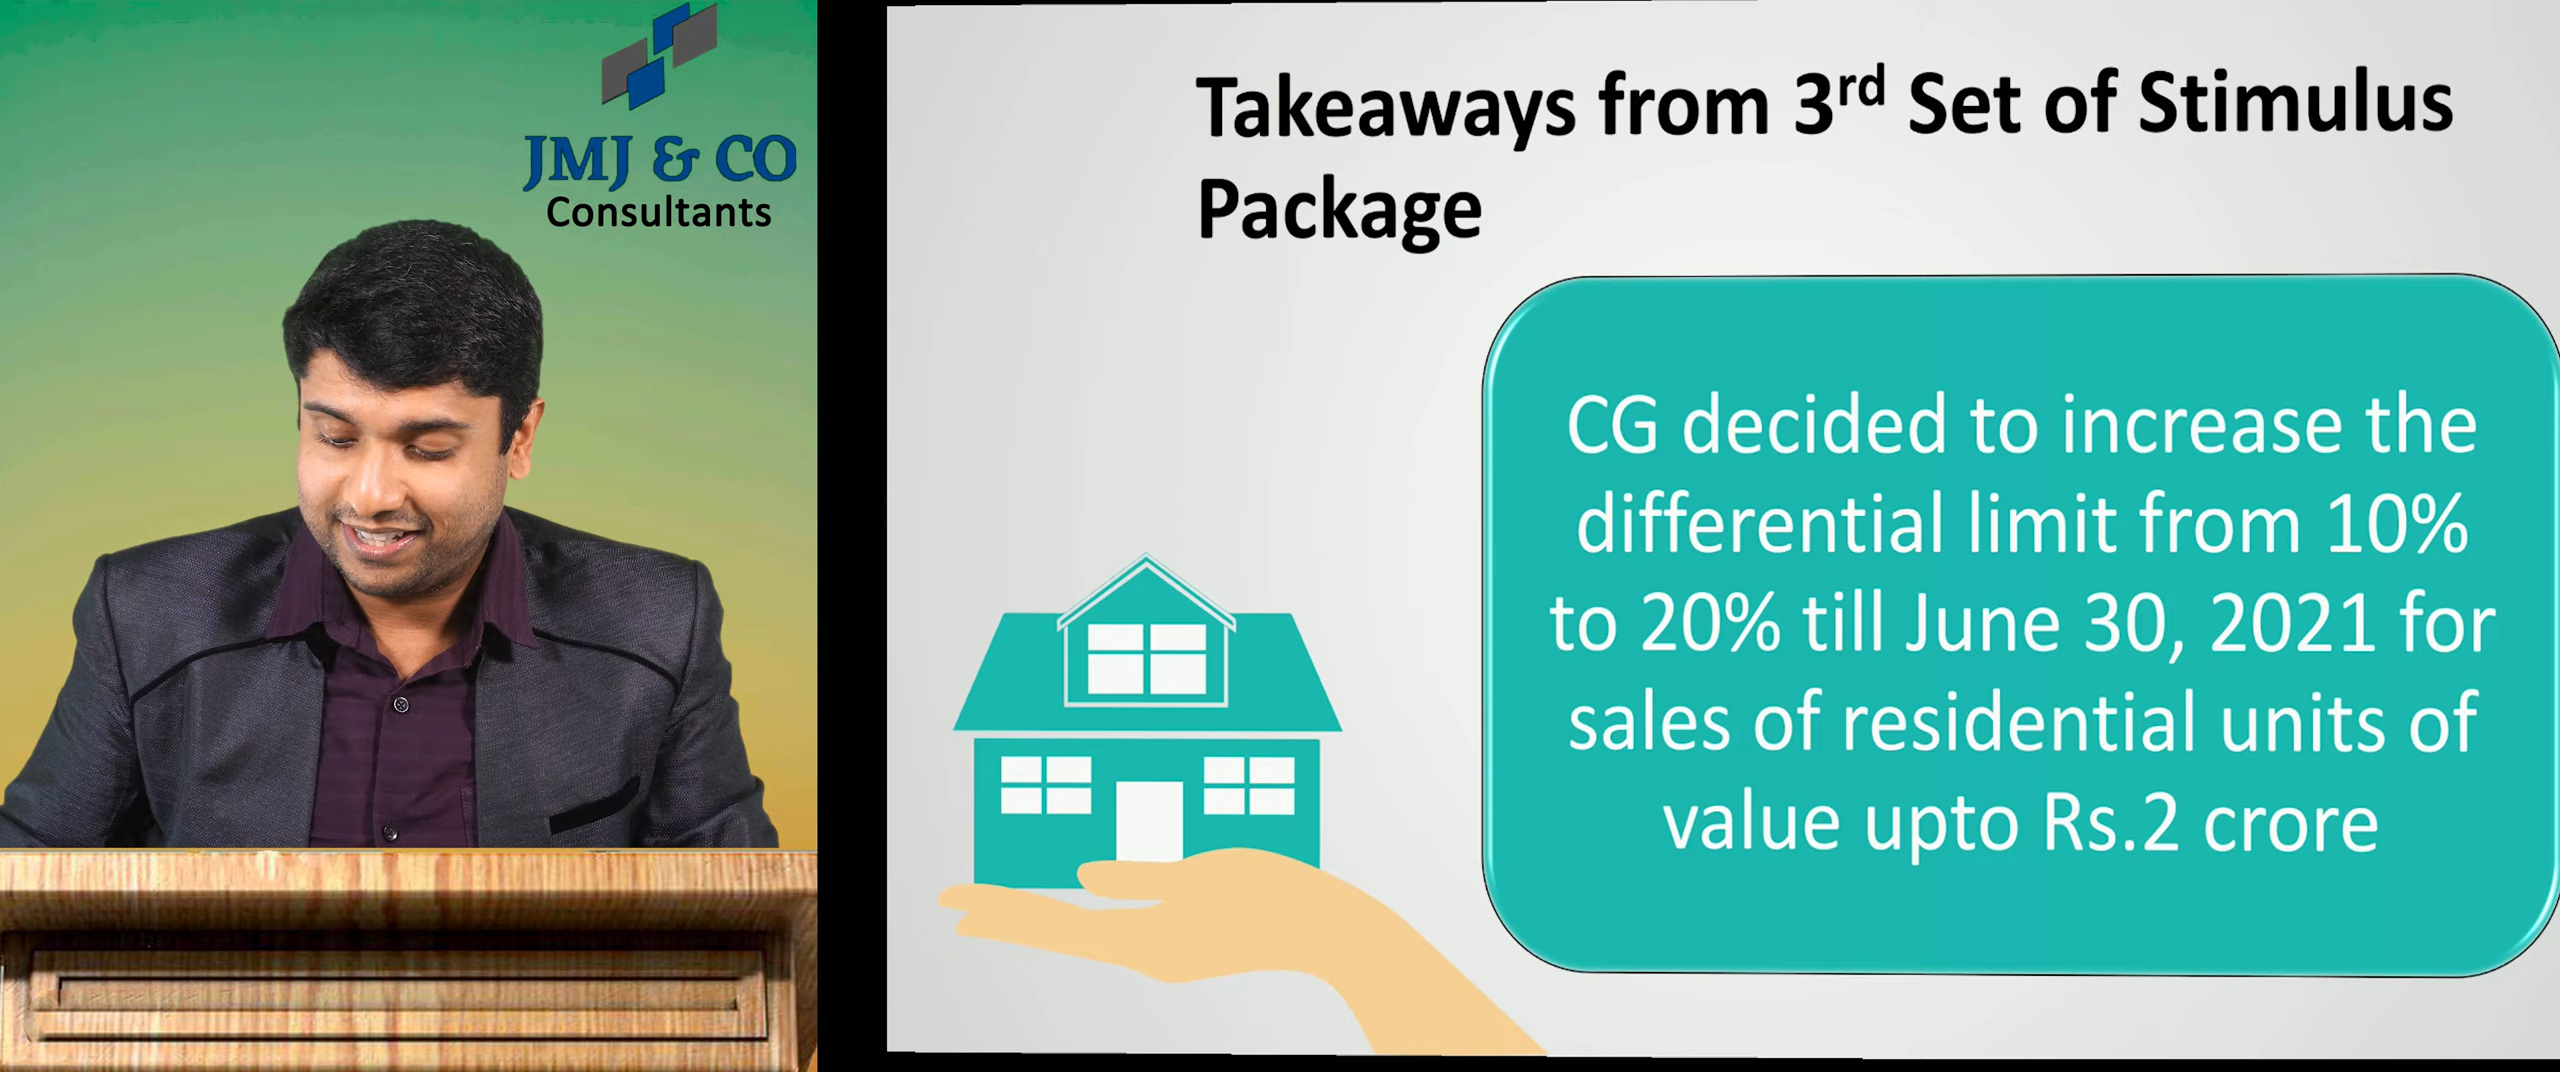 JMJ & CO
Consultants
Takeaways from 3rd Set of Stimulus
Package
CG decided to increase the
differential limit from 10%
to 20% till June 30, 2021 for
sales of residential units of
value upto Rs.2 crore